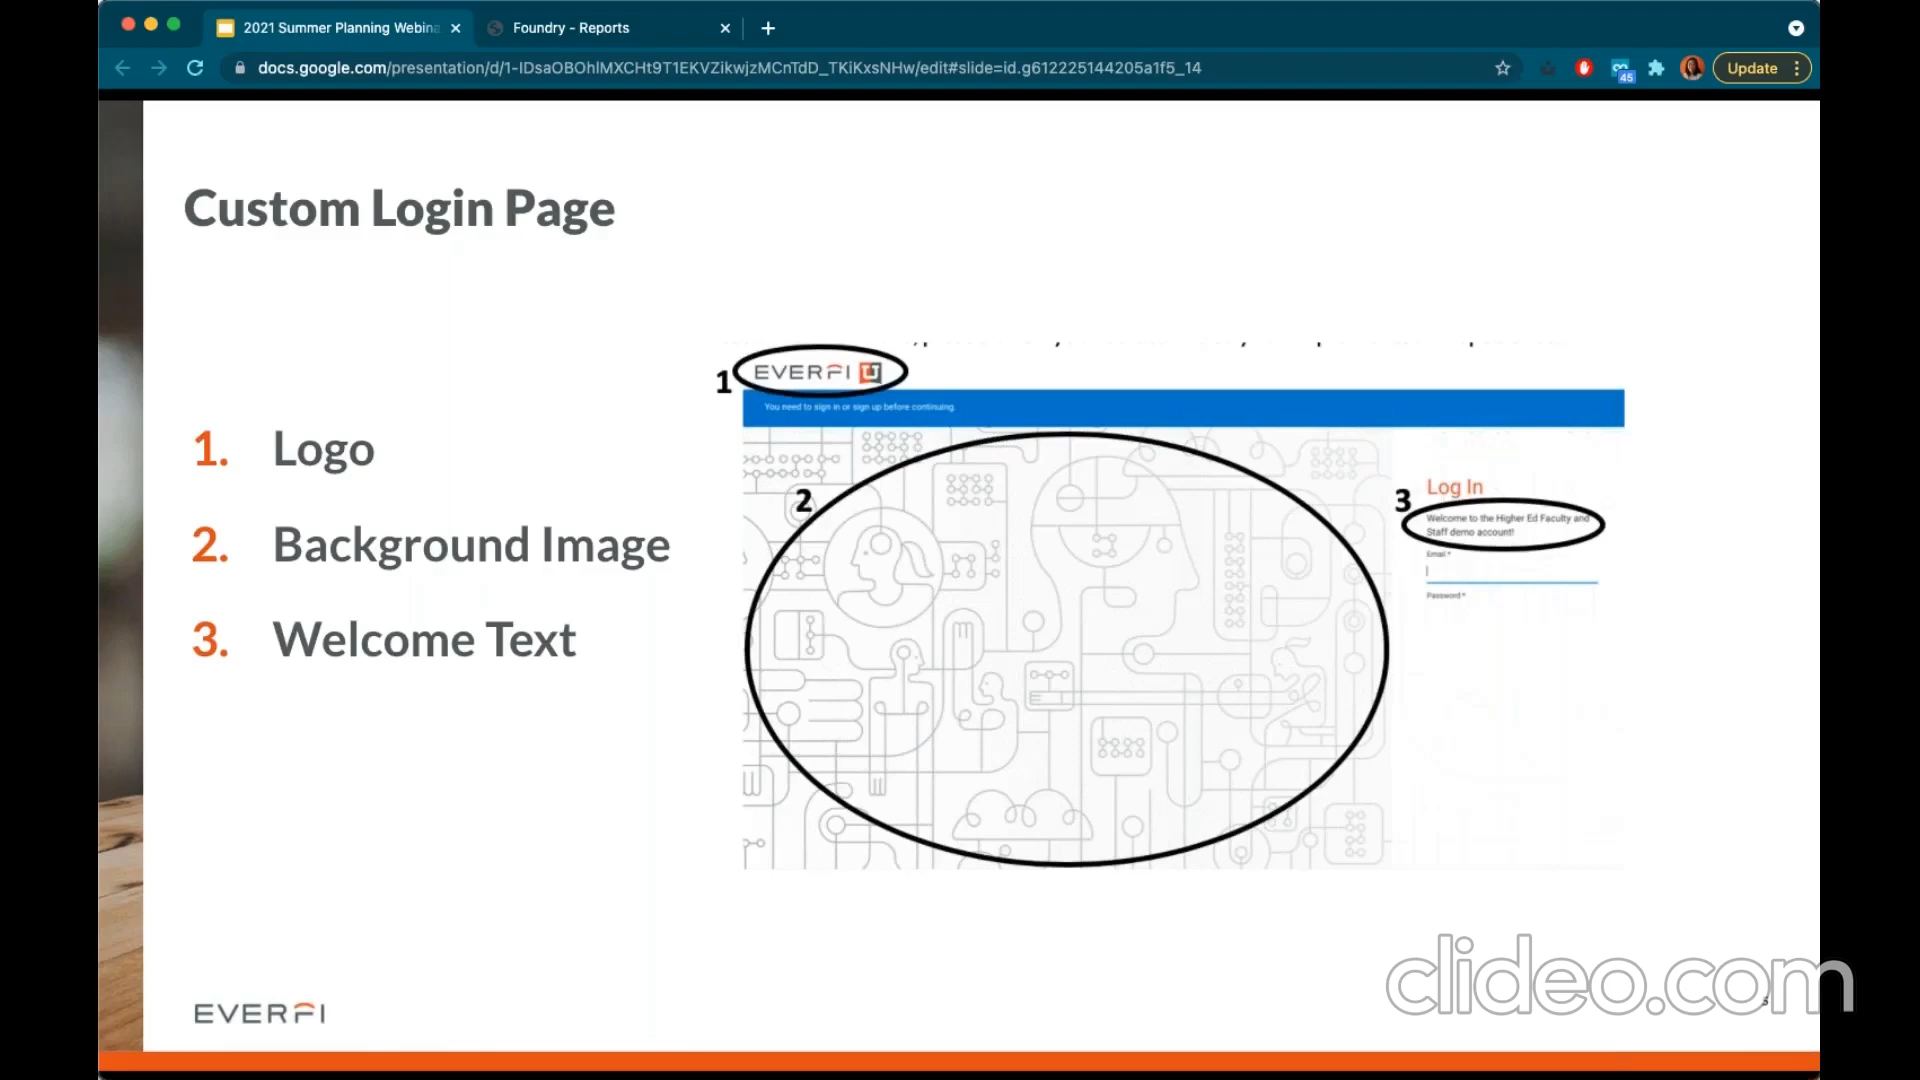 2021 Summer Planning Webina
Foundry - Reports
docs.google.com/presentation/d/1-IDsaOBOhlMXCHt9T1EKVZikwjzMCnTdD_TKiKxsNHw/edit#slide=id.g612225144205a1f5_14
45
Update
Custom Login Page
1
EVERFI U
You need to sign in or sign up before continuing.
1. Logo
2. Background Image
3. Welcome Text
2
3
Log In
Welcome to the Higher Ed Faculty and
Staff demo account!
Email *
Password *
EVERFI
clideo.com